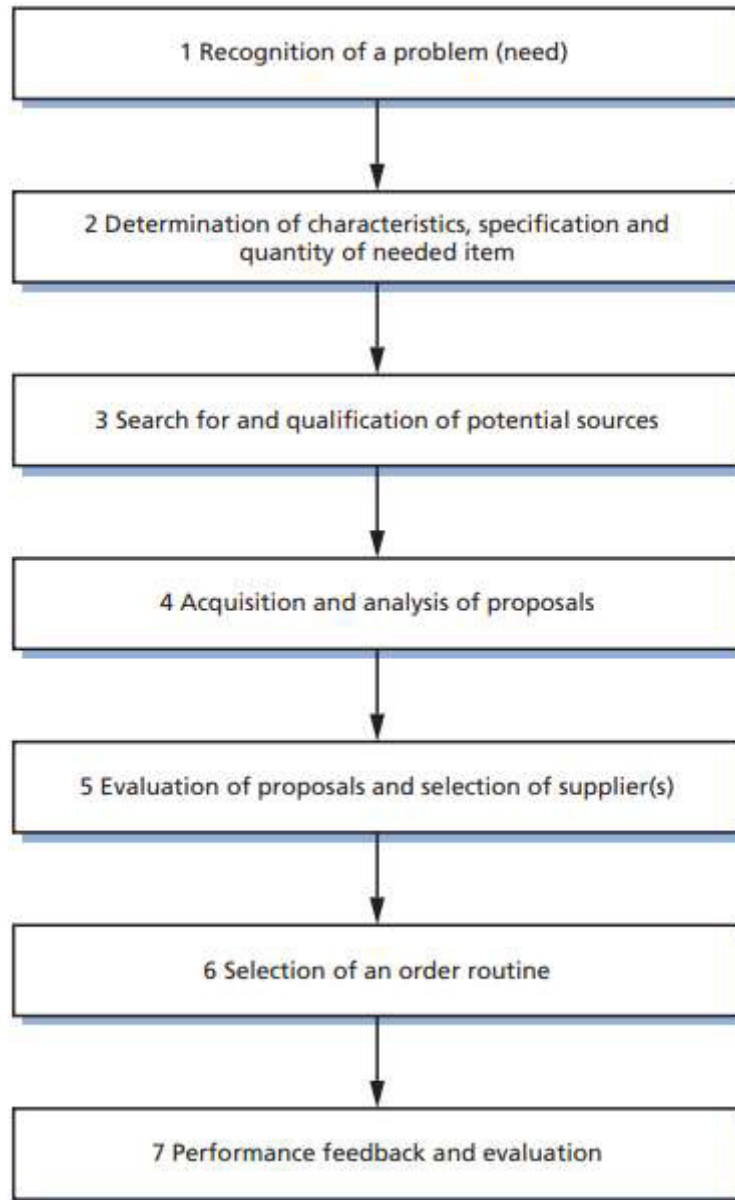 1 Recognition of a problem (need)
2 Determination of characteristics, specification and
quantity of needed item
3 Search for and qualification of potential sources
4 Acquisition and analysis of proposals
5 Evaluation of proposals and selection of supplier(s)
6 Selection of an order routine
7 Performance feedback and evaluation